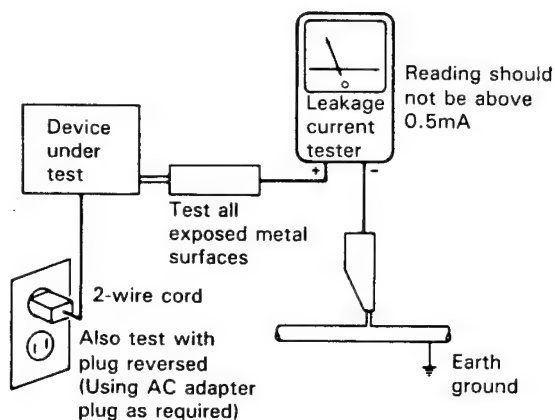 Device
under
test
Leakage
current
tester
+
-
Reading should
not be above
0.5mA
Test all
exposed metal
surfaces
2-wire cord
Also test with
plug reversed
(Using AC adapter
plug as required)
Earth
ground